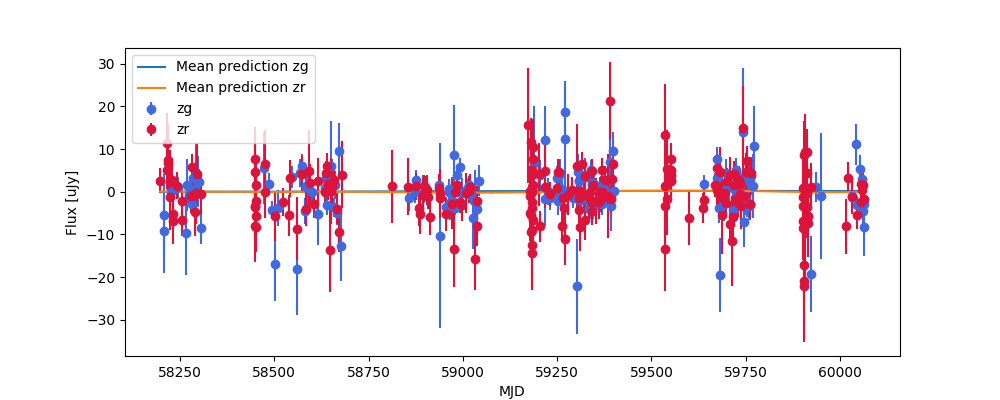 Mean prediction zg
Mean prediction zr
zg
zr
Flux [uJy]
30
20
10
0
−10
−20
−30
58250
58500
58750
59000
59250
59500
59750
60000
MJD